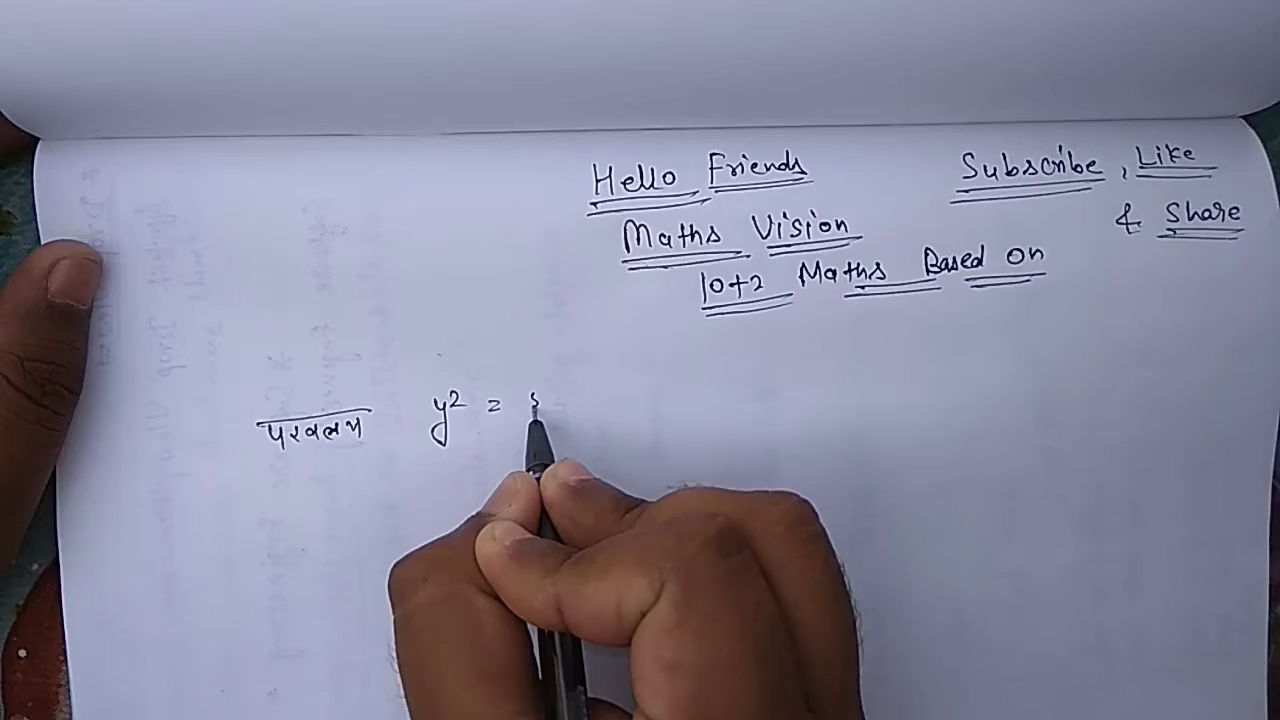 Hello Friends
Subscribe, Like
& Share
Maths Vision
10+2 Maths Based on
परवलय y² =